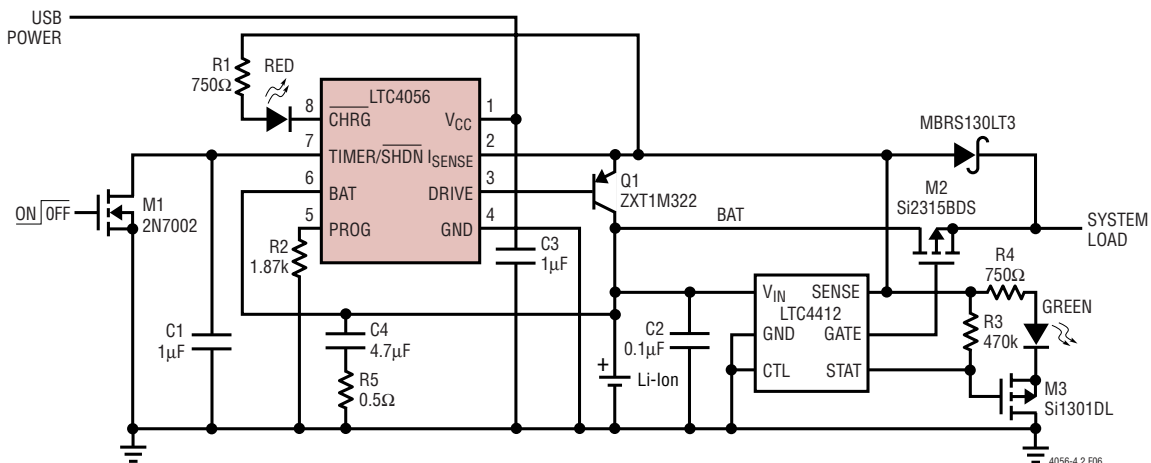 USB
POWER
R1
750Ω
RED
8
CHRG
LTC4056
VCC
1
7
TIMER/SHDN
ISENSE
2
6
BAT
DRIVE
3
5
PROG
GND
4
ON OFF
M1
2N7002
C1
1µF
R2
1.87k
C4
4.7µF
R5
0.5Ω
C3
1µF
Q1
ZXT1M322
BAT
MBRS130LT3
M2
Si2315BDS
SYSTEM
LOAD
C2
0.1µF
+
Li-Ion
VIN
SENSE
LTC4412
GND
GATE
CTL
STAT
R4
750Ω
GREEN
R3
470k
M3
Si1301DL
4056-4.2 F06